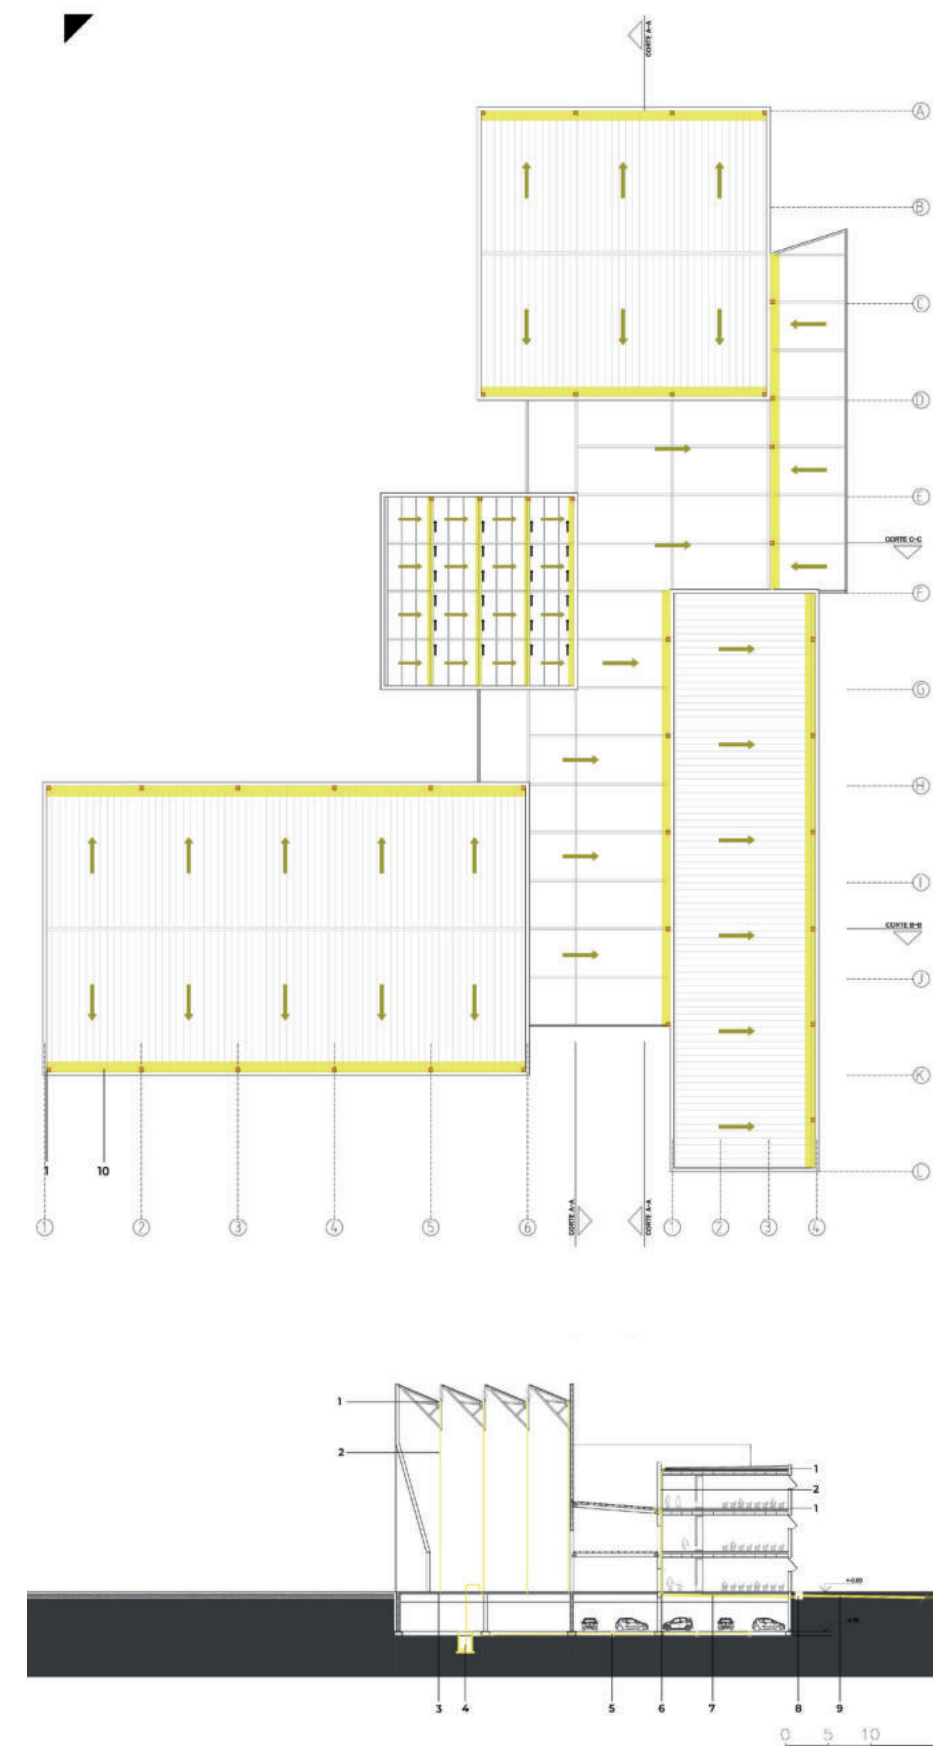 CORTE A-A
A
B
C
D
E
CORTE C-C
F
G
H
I
CORTE B-B
J
K
1 10
L
1 2 3 4 5 6 1 2 3 4
CORTE A-A CORTE A-A
1
2
1
2
1
3 4 5 6 7 8 9
0 5 10